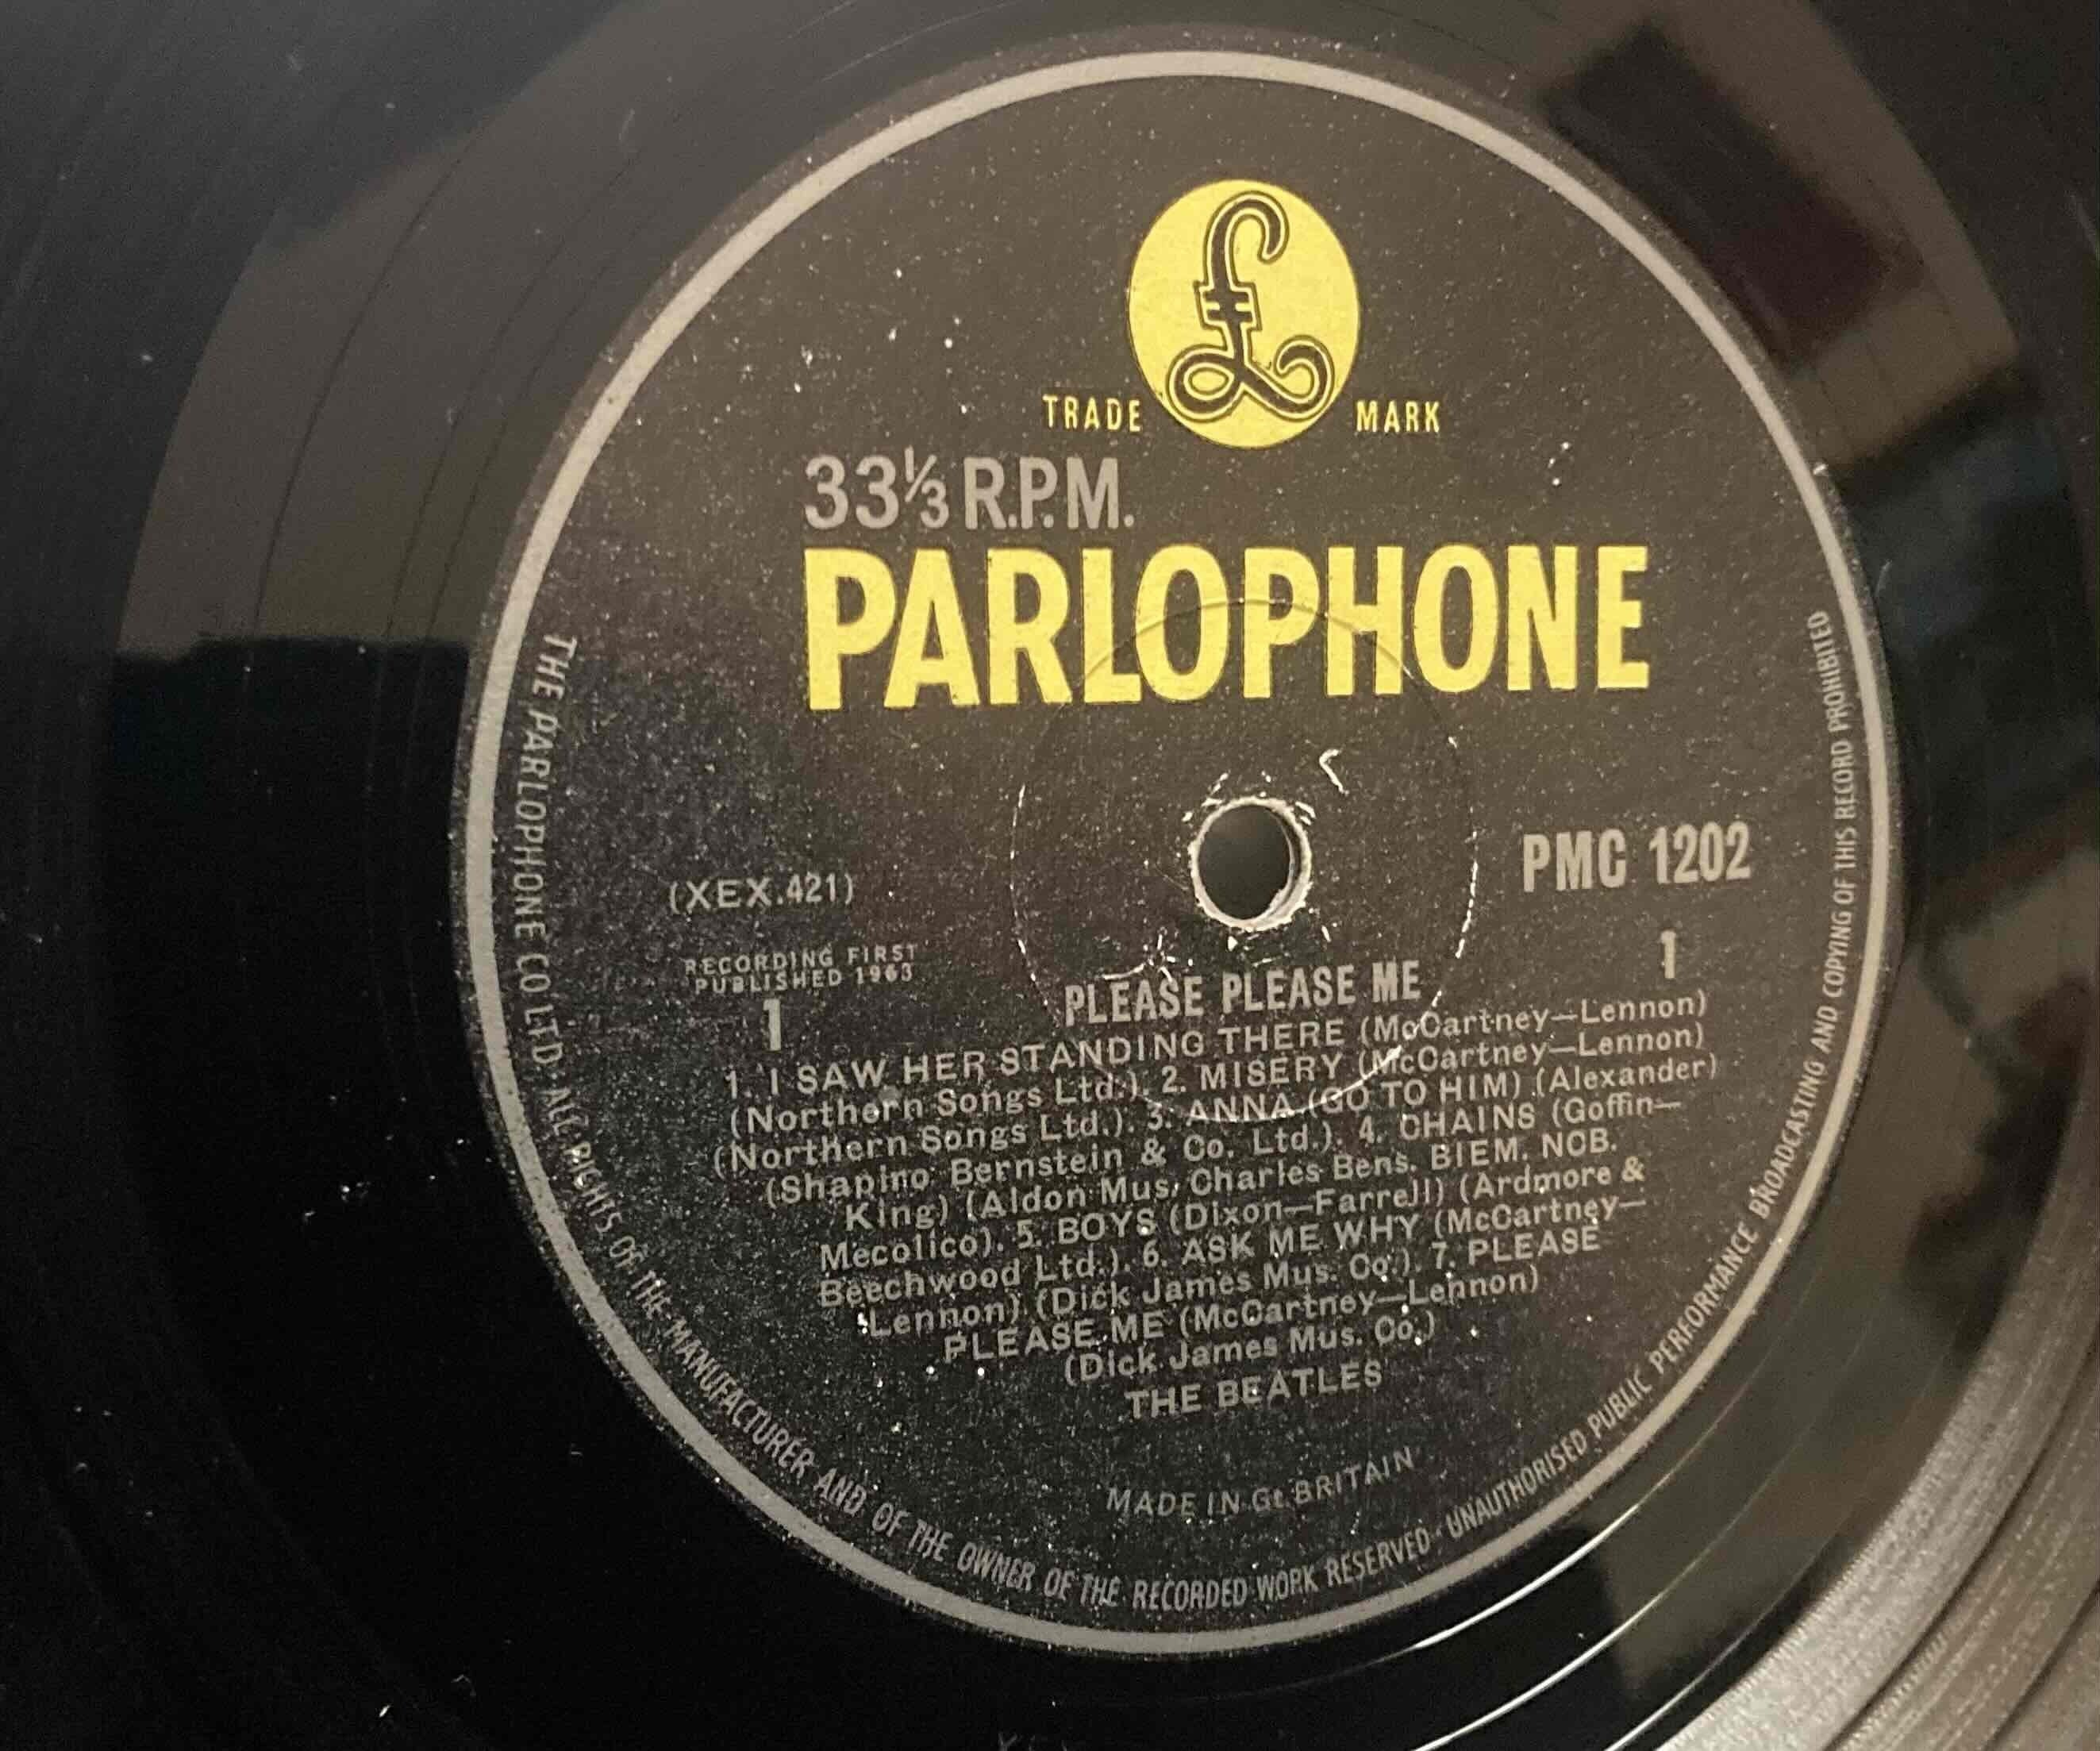 £
TRADE MARK
33⅓ R.P.M.
PARLOPHONE
PMC 1202
(XEX.421)
RECORDING FIRST
PUBLISHED 1963
1
1
PLEASE PLEASE ME
1. I SAW HER STANDING THERE (McCartney—Lennon)
(Northern Songs Ltd.). 2. MISERY (McCartney—Lennon)
(Northern Songs Ltd.). 3. ANNA (GO TO HIM) (Alexander)
(Shapino Bernstein & Co. Ltd.). 4. CHAINS (Goffin—
King) (Aldon Mus. Charles Bens. BIEM. NCB.
Mecolico). 5. BOYS (Dixon—Farrell) (Ardmore &
Beechwood Ltd.). 6. ASK ME WHY (McCartney—
Lennon) (Dick James Mus. Co.). 7. PLEASE
PLEASE ME (McCartney—Lennon)
(Dick James Mus. Co.)
THE BEATLES
MADE IN Gt. BRITAIN
THE PARLOPHONE CO LTD · ALL RIGHTS OF THE MANUFACTURER AND OF THE OWNER OF THE RECORDED WORK RESERVED · UNAUTHORISED PUBLIC PERFORMANCE BROADCASTING AND COPYING OF THIS RECORD PROHIBITED